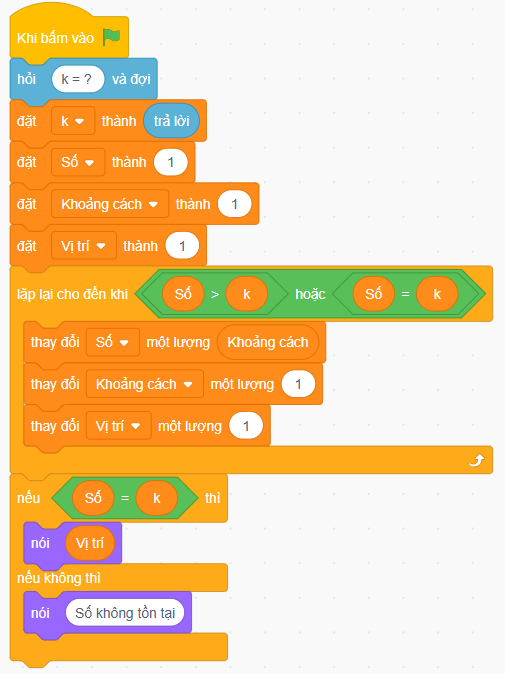 Khi bấm vào
hỏi k = ? và đợi
đặt k thành trả lời
đặt Số thành 1
đặt Khoảng cách thành 1
đặt Vị trí thành 1
lặp lại cho đến khi Số > k hoặc Số = k
thay đổi Số một lượng Khoảng cách
thay đổi Khoảng cách một lượng 1
thay đổi Vị trí một lượng 1
nếu Số = k thì
nói Vị trí
nếu không thì
nói Số không tồn tại